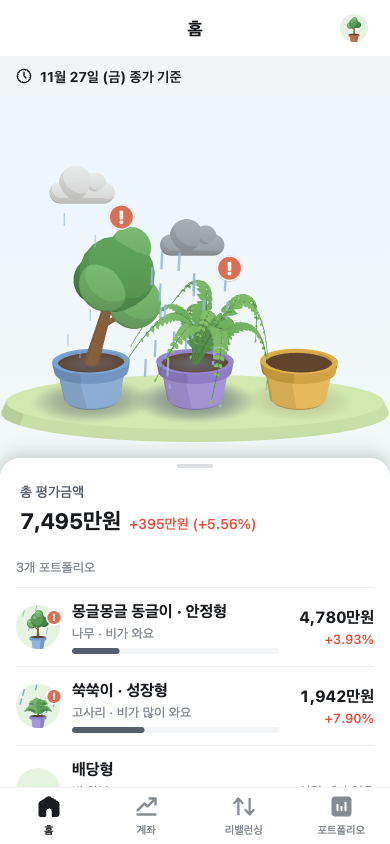 홈
11월 27일 (금) 종가 기준
!
!
총 평가금액
7,495만원 +395만원 (+5.56%)
3개 포트폴리오
!
몽글몽글 동글이 · 안정형
4,780만원
나무 · 비가 와요
+3.93%
!
쑥쑥이 · 성장형
1,942만원
고사리 · 비가 많이 와요
+7.90%
배당형
홈
계좌
리밸런싱
포트폴리오